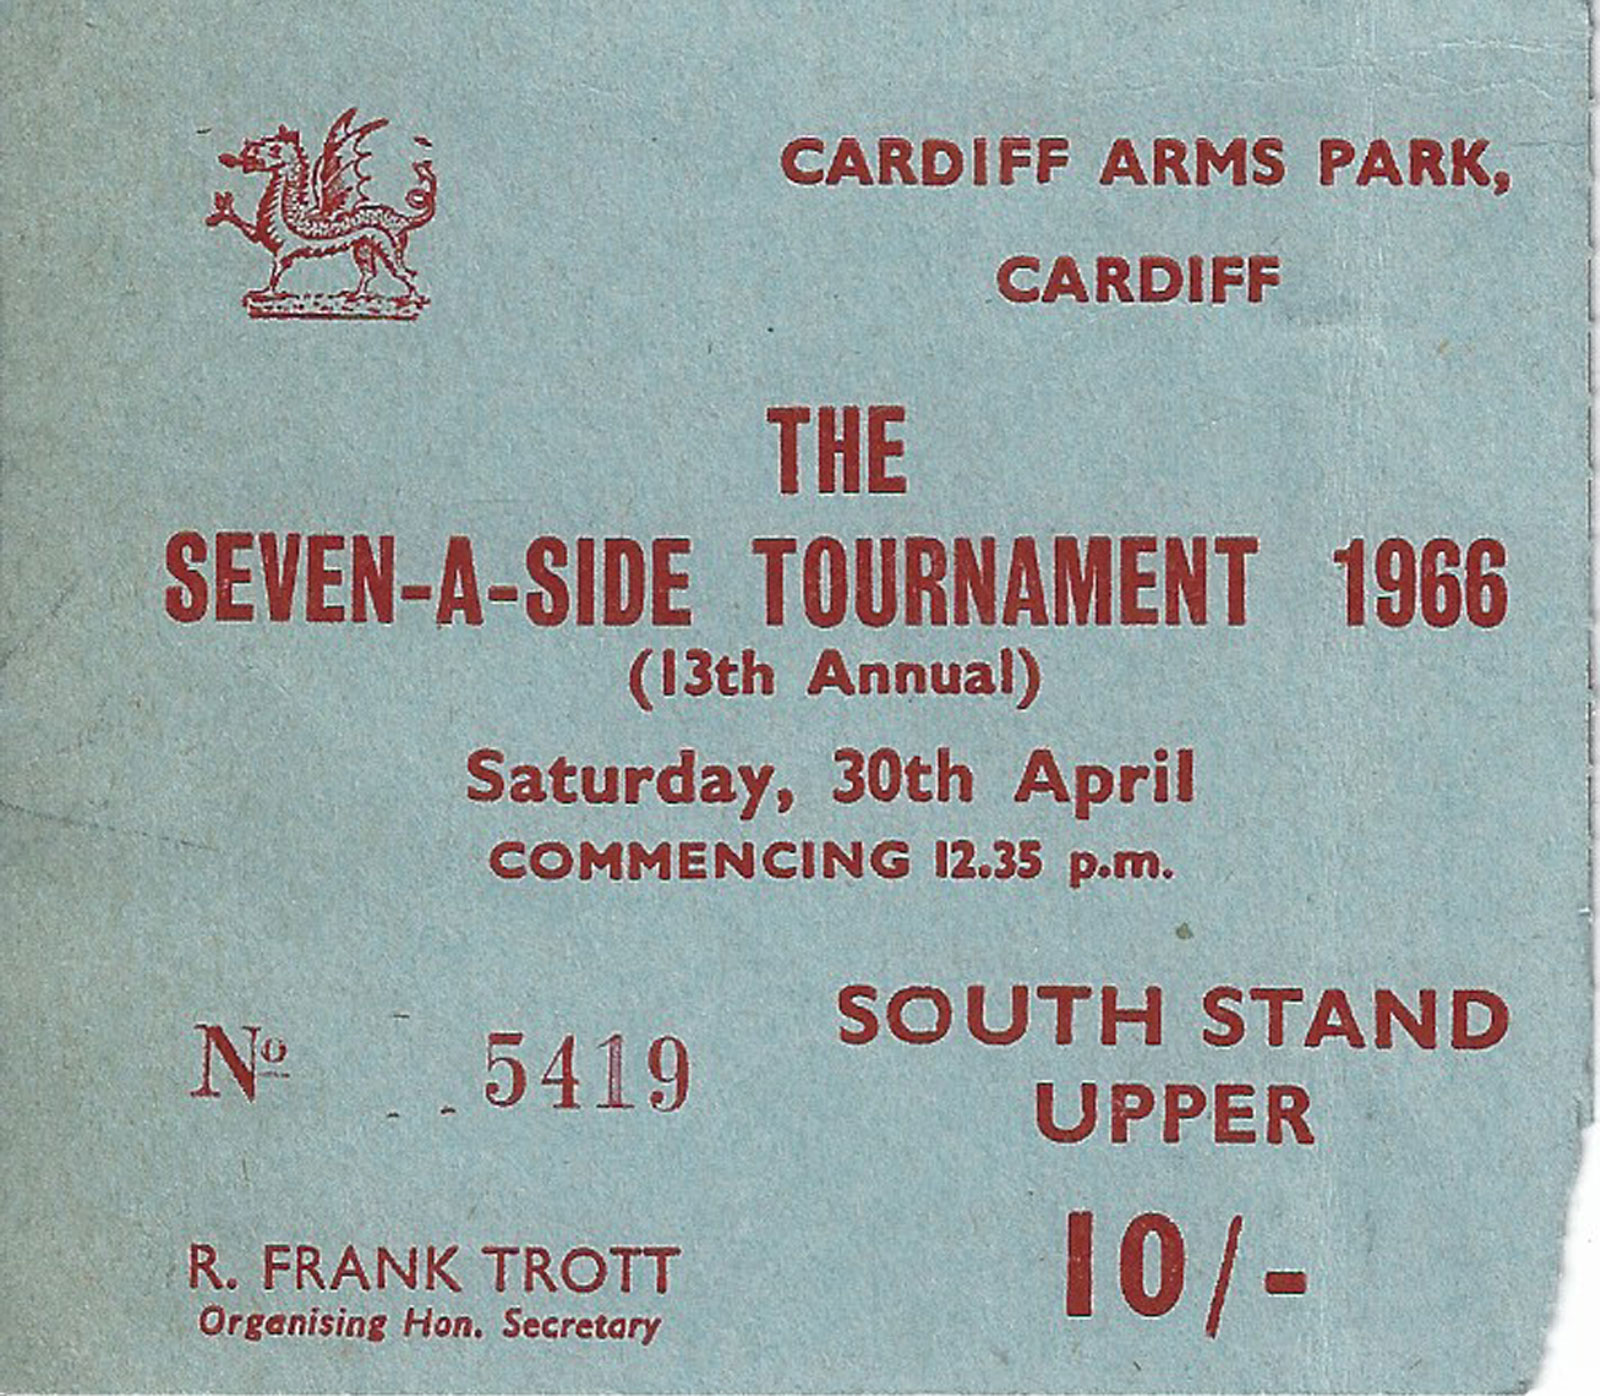 CARDIFF ARMS PARK,
CARDIFF
THE
SEVEN-A-SIDE TOURNAMENT 1966
(13th Annual)
Saturday, 30th April
COMMENCING 12.35 p.m.
SOUTH STAND
UPPER
Nº 5419
10/-
R. FRANK TROTT
Organising Hon. Secretary